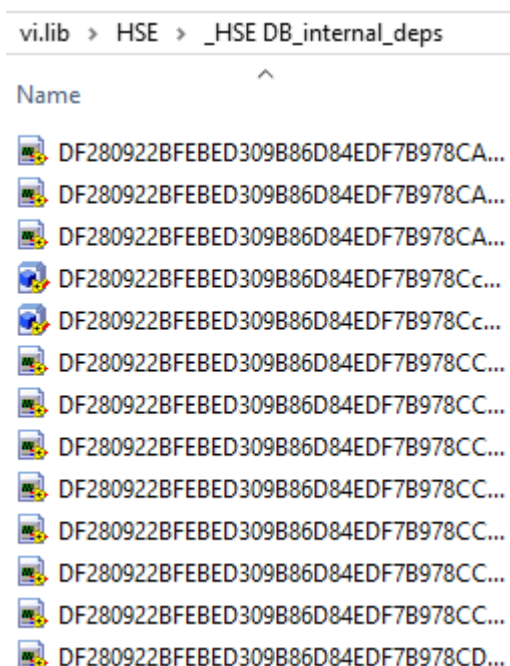 vi.lib > HSE > _HSE DB_internal_deps
Name
DF280922BFEBED309B86D84EDF7B978CA...
DF280922BFEBED309B86D84EDF7B978CA...
DF280922BFEBED309B86D84EDF7B978CA...
DF280922BFEBED309B86D84EDF7B978Cc...
DF280922BFEBED309B86D84EDF7B978Cc...
DF280922BFEBED309B86D84EDF7B978CC...
DF280922BFEBED309B86D84EDF7B978CC...
DF280922BFEBED309B86D84EDF7B978CC...
DF280922BFEBED309B86D84EDF7B978CC...
DF280922BFEBED309B86D84EDF7B978CC...
DF280922BFEBED309B86D84EDF7B978CC...
DF280922BFEBED309B86D84EDF7B978CC...
DF280922BFEBED309B86D84EDF7B978CD...